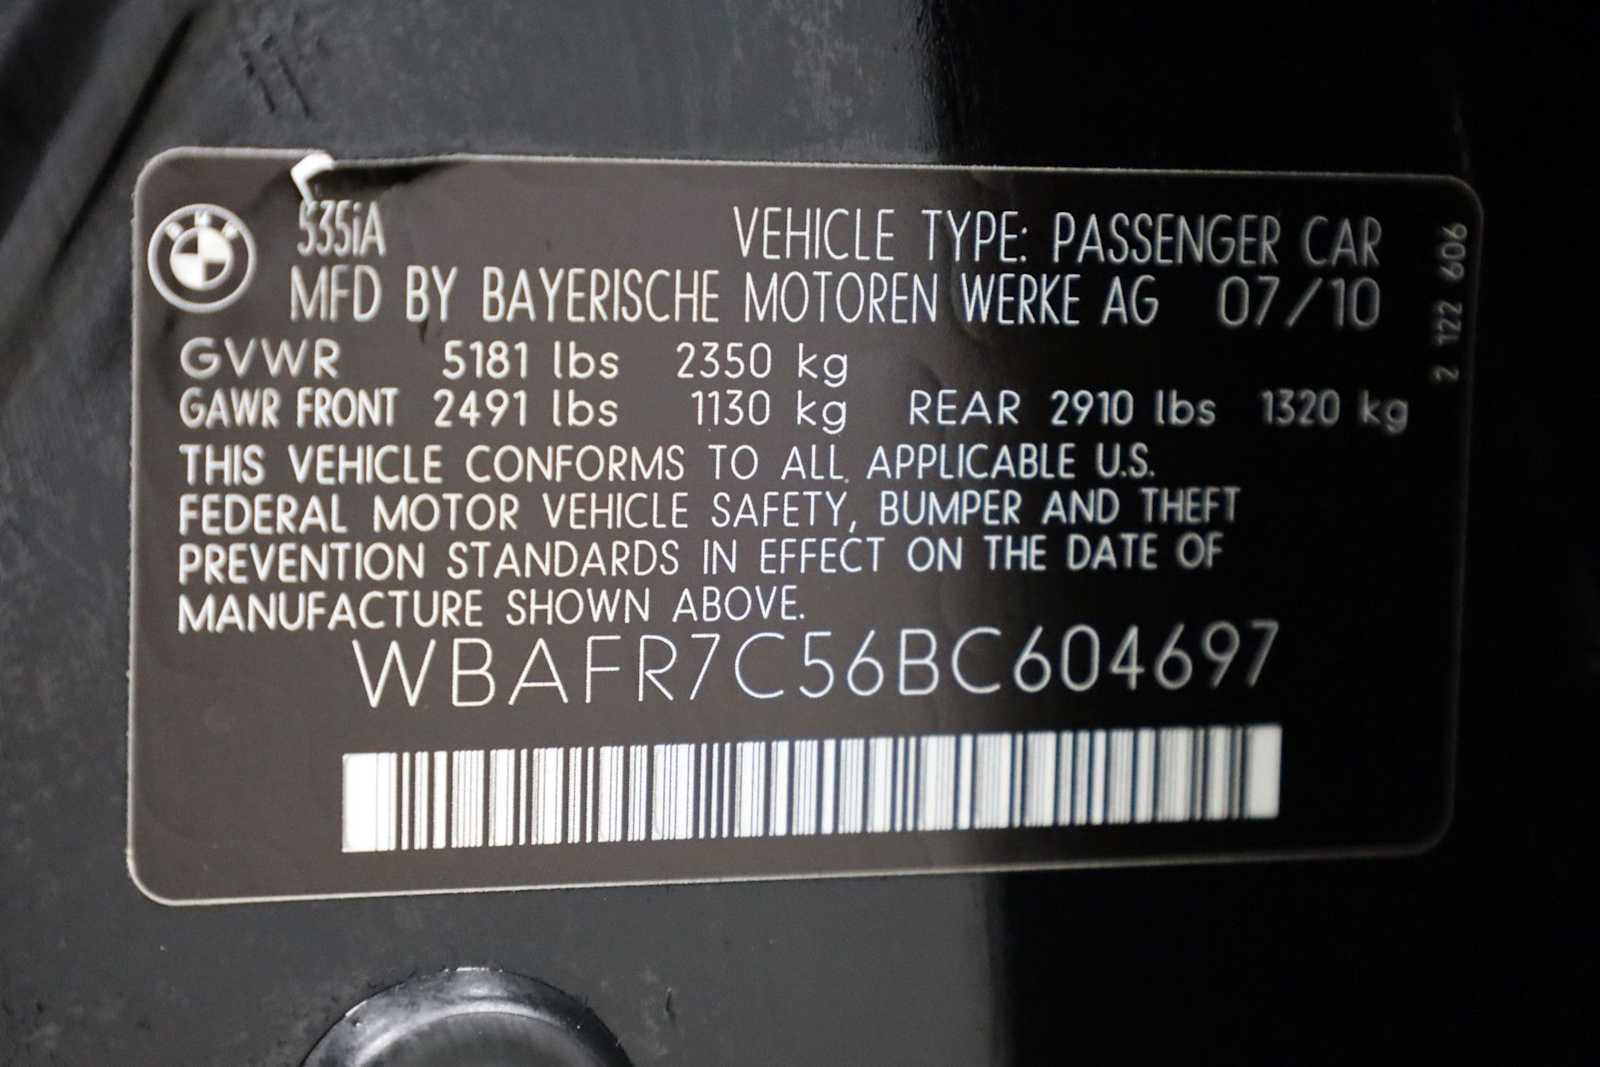 BMW
535iA VEHICLE TYPE: PASSENGER CAR
MFD BY BAYERISCHE MOTOREN WERKE AG 07/10
GVWR 5181 lbs 2350 kg
GAWR FRONT 2491 lbs 1130 kg REAR 2910 lbs 1320 kg
THIS VEHICLE CONFORMS TO ALL APPLICABLE U.S.
FEDERAL MOTOR VEHICLE SAFETY, BUMPER AND THEFT
PREVENTION STANDARDS IN EFFECT ON THE DATE OF
MANUFACTURE SHOWN ABOVE.
WBAFR7C56BC604697
2 122 606